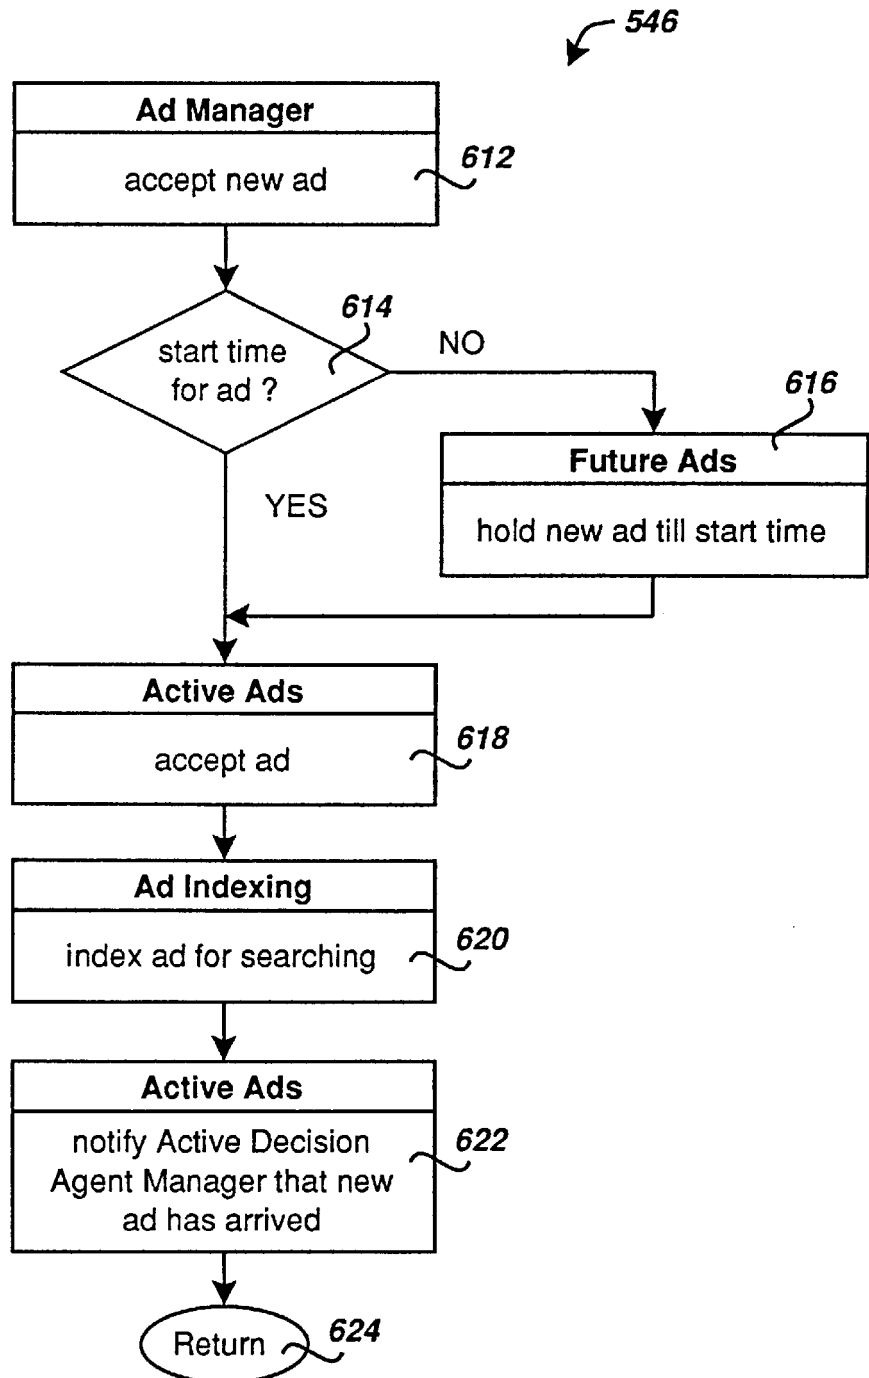 546
Ad Manager
accept new ad
612
614
start time
for ad ?
NO
616
Future Ads
hold new ad till start time
YES
Active Ads
accept ad
618
Ad Indexing
index ad for searching
620
Active Ads
notify Active Decision
Agent Manager that new
ad has arrived
622
Return
624